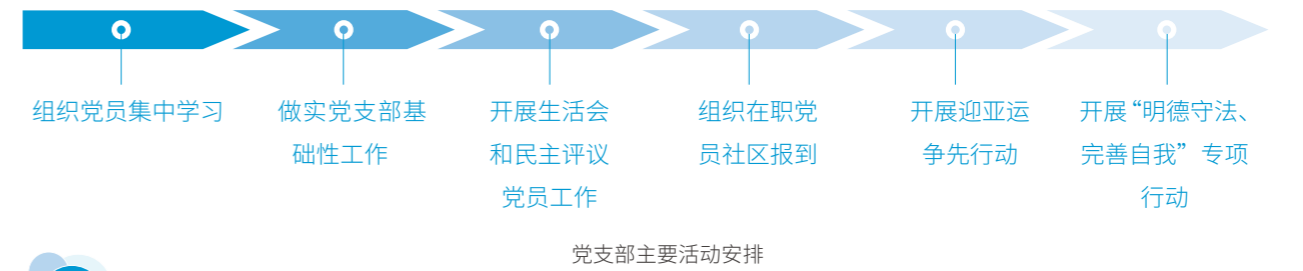 组织党员集中学习
做实党支部基
础性工作
开展生活会
和民主评议
党员工作
组织在职党
员社区报到
开展迎亚运
争先行动
开展“明德守法、
完善自我”专项
行动
党支部主要活动安排